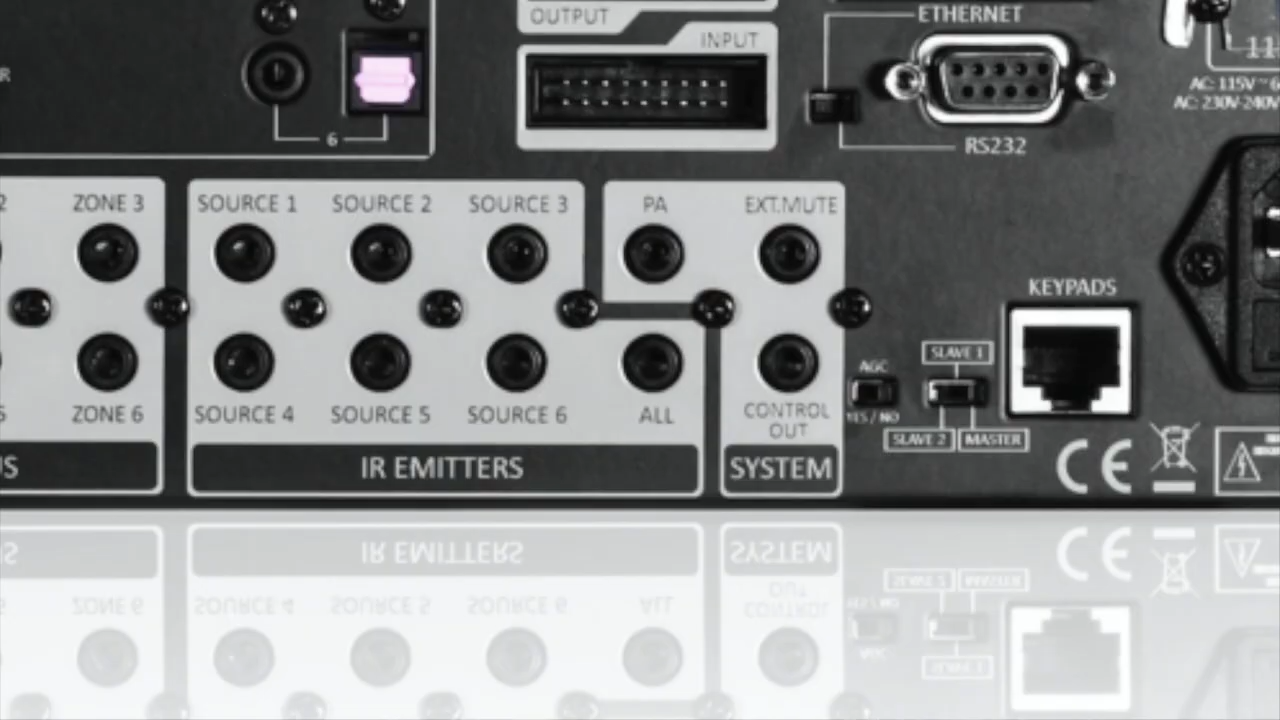 OUTPUT
INPUT
ETHERNET
RS232
6
AC: 115V~6
AC: 230V-240V
ZONE 3
SOURCE 1
SOURCE 2
SOURCE 3
PA
EXT.MUTE
KEYPADS
SLAVE 1
AGC
YES / NO
SLAVE 2
MASTER
ZONE 6
SOURCE 4
SOURCE 5
SOURCE 6
ALL
CONTROL
OUT
IR EMITTERS
SYSTEM
CE